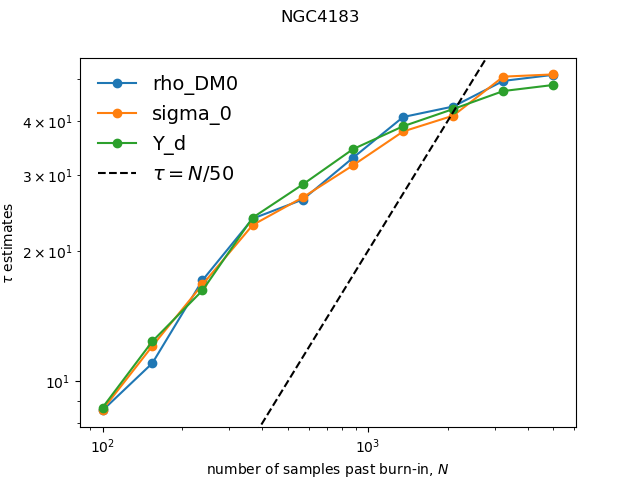 NGC4183
rho_DM0
sigma_0
Y_d
τ = N/50
4 × 10¹
3 × 10¹
2 × 10¹
10¹
τ estimates
10² 10³
number of samples past burn-in, N